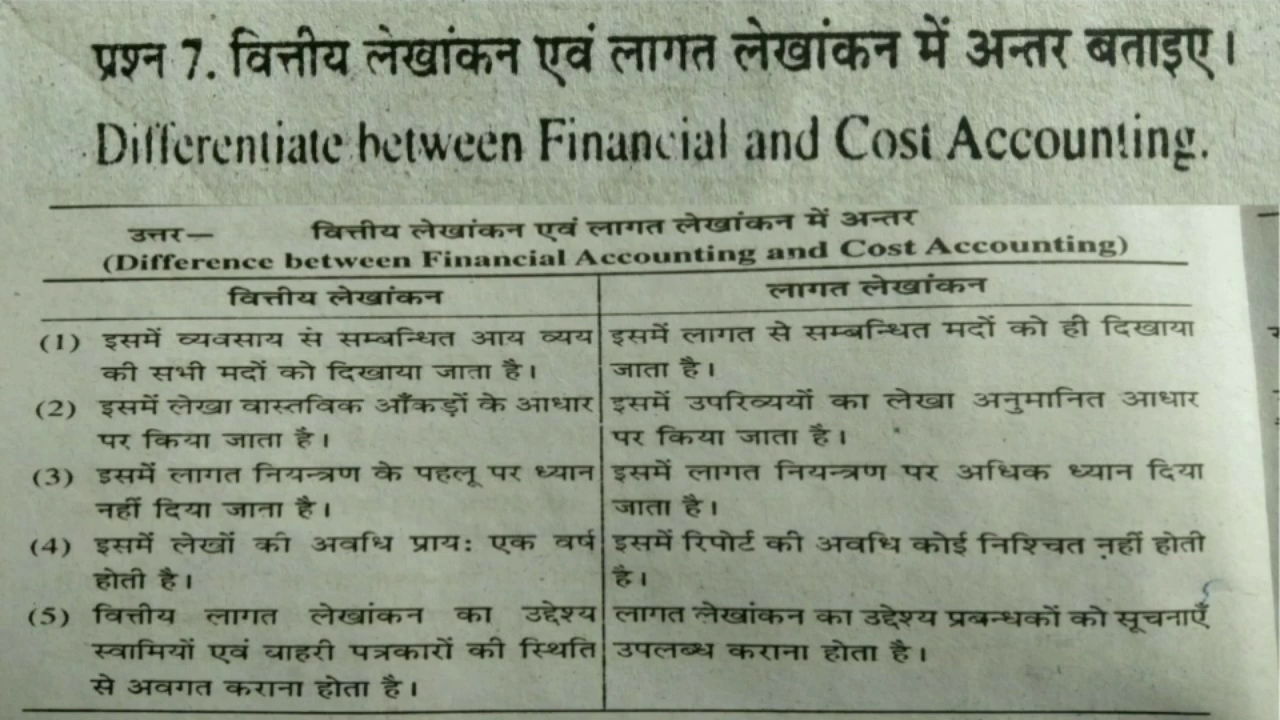 प्रश्न 7. वित्तीय लेखांकन एवं लागत लेखांकन में अन्तर बताइए।
Differentiate between Financial and Cost Accounting.
उत्तर— वित्तीय लेखांकन एवं लागत लेखांकन में अन्तर
(Difference between Financial Accounting and Cost Accounting)
वित्तीय लेखांकन
लागत लेखांकन
(1) इसमें व्यवसाय से सम्बन्धित आय व्यय
की सभी मदों को दिखाया जाता है।
इसमें लागत से सम्बन्धित मदों को ही दिखाया
जाता है।
(2) इसमें लेखा वास्तविक आँकड़ों के आधार
पर किया जाता है।
इसमें उपरिव्ययों का लेखा अनुमानित आधार
पर किया जाता है।
(3) इसमें लागत नियन्त्रण के पहलू पर ध्यान
नहीं दिया जाता है।
इसमें लागत नियन्त्रण पर अधिक ध्यान दिया
जाता है।
(4) इसमें लेखों की अवधि प्रायः एक वर्ष
होती है।
इसमें रिपोर्ट की अवधि कोई निश्चित नहीं होती
है।
(5) वित्तीय लागत लेखांकन का उद्देश्य
स्वामियों एवं बाहरी पत्रकारों की स्थिति
से अवगत कराना होता है।
लागत लेखांकन का उद्देश्य प्रबन्धकों को सूचनाएँ
उपलब्ध कराना होता है।